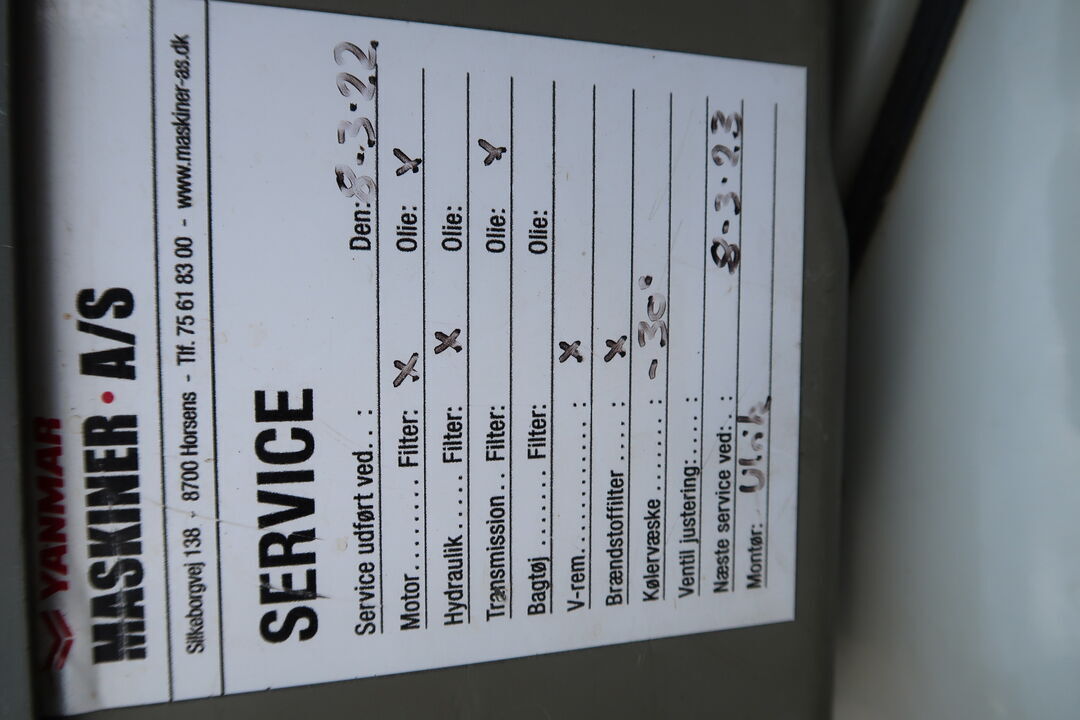 YANMAR
MASKINER • A/S
Silkeborgvej 138 - 8700 Horsens - Tlf. 75 61 83 00 - www.maskiner-as.dk
SERVICE
Service udført ved. . : Den: 8-3-22
Motor......... Filter: x Olie: x
Hydraulik...... Filter: x Olie:
Transmission.. Filter: Olie: x
Bagtøj ....... Filter: Olie:
V-rem.............. : x
Brændstoffilter .... : x
Kølervæske....... : -30°
Ventil justering:.... :
Næste service ved:. : 8-3-23
Montør: Ulrik